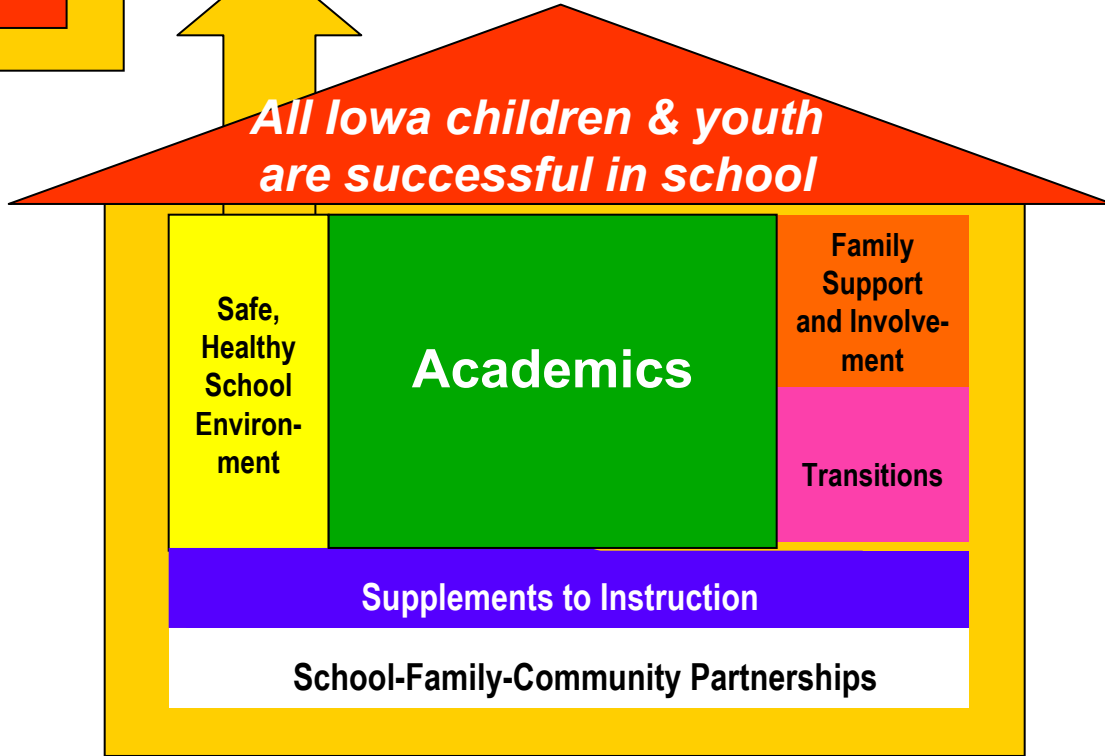 All Iowa children & youth
are successful in school
Safe,
Healthy
School
Environ-
ment
Academics
Family
Support
and Involve-
ment
Transitions
Supplements to Instruction
School-Family-Community Partnerships